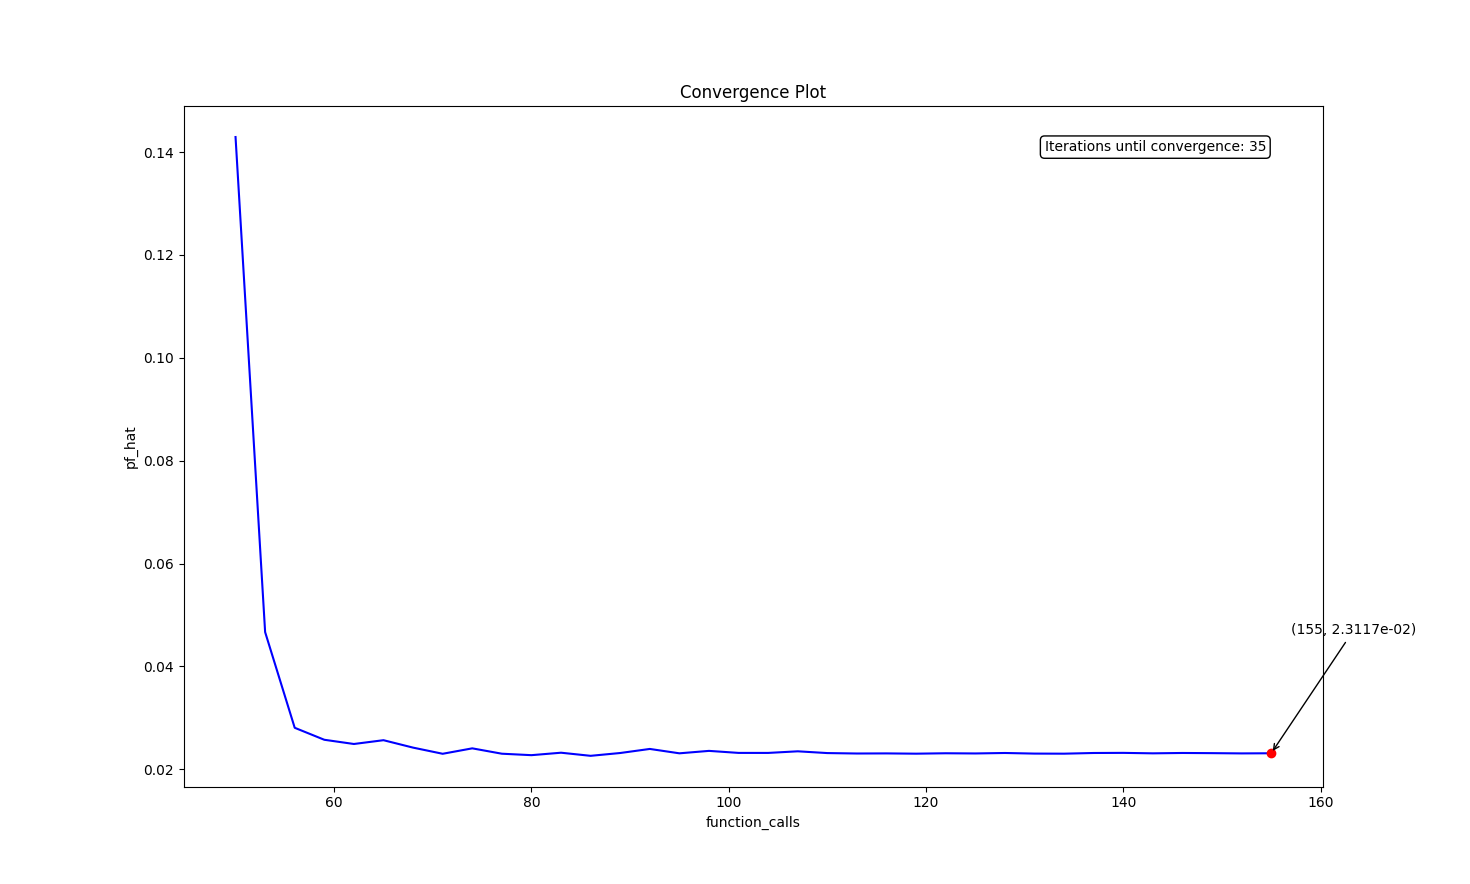 Convergence Plot
Iterations until convergence: 35
0.14
0.12
0.10
0.08
0.06
0.04
0.02
pf_hat
(155, 2.3117e-02)
60 80 100 120 140 160
function_calls